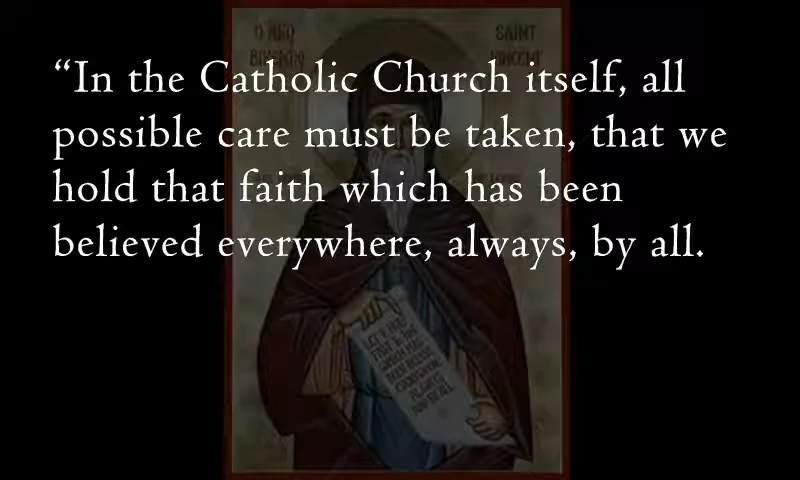 Ο ἍΓΙΟ
SAINT
“In the Catholic Church itself, all
possible care must be taken, that we
hold that faith which has been
believed everywhere, always, by all.